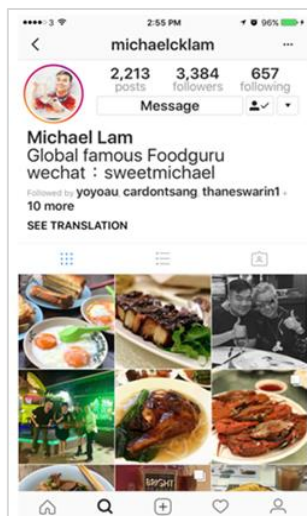 3
2:55 PM
96%
michaelcklam
2,213 3,384 657
posts followers following
Message
Michael Lam
Global famous Foodguru
wechat：sweetmichael
Followed by yoyoau, cardontsang, thaneswarin1 +
10 more
SEE TRANSLATION
BRIGHT